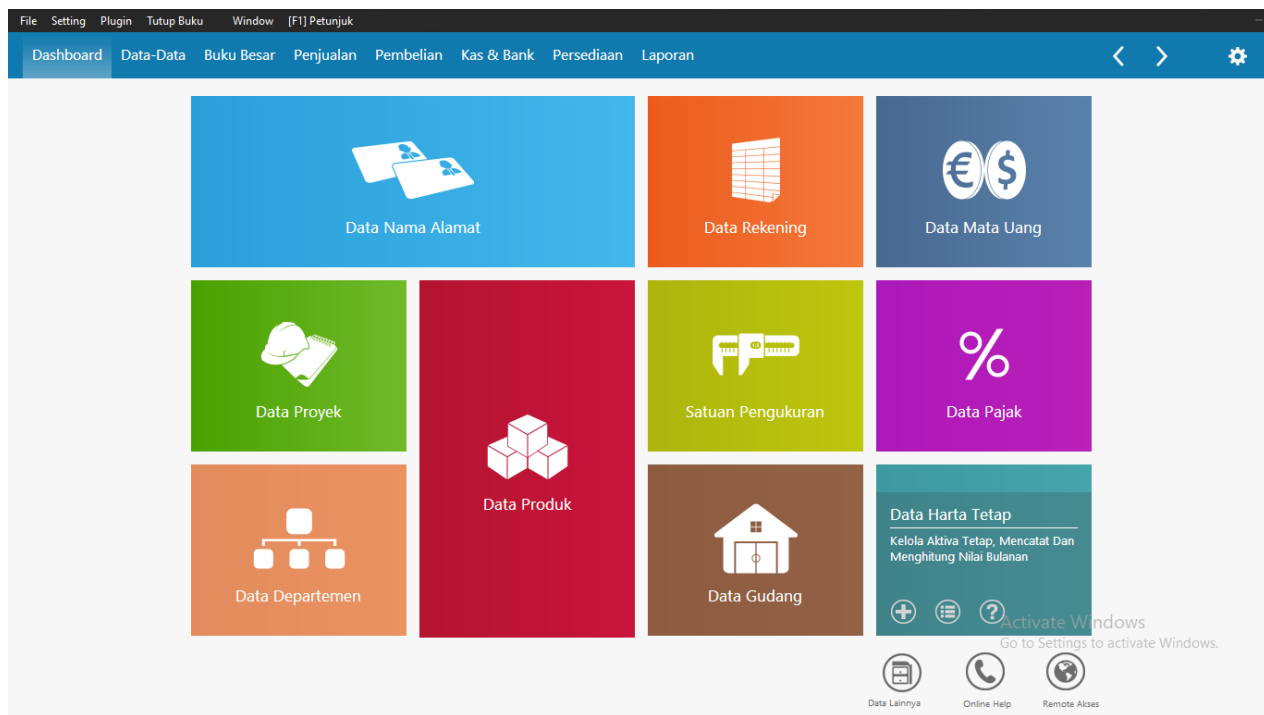 File Setting Plugin Tutup Buku Window [F1] Petunjuk
Dashboard Data-Data Buku Besar Penjualan Pembelian Kas & Bank Persediaan Laporan
Data Nama Alamat
Data Rekening
Data Mata Uang
Data Proyek
Data Produk
Satuan Pengukuran
Data Pajak
Data Departemen
Data Gudang
Data Harta Tetap
Kelola Aktiva Tetap, Mencatat Dan
Menghitung Nilai Bulanan
Activate Windows
Go to Settings to activate Windows.
Data Lainnya
Online Help
Remote Akses